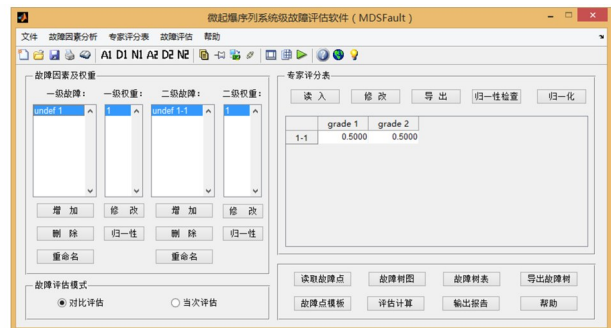 微起爆序列系统级故障评估软件 ( MDSFault )
文件 故障因素分析 专家评分表 故障评估 帮助
A1 D1 N1 A2 D2 N2
故障因素及权重
一级故障： 一级权重： 二级故障： 二级权重：
undef 1 1 undef 1-1 1
增 加 修 改 增 加 修 改
删 除 归一性 删 除 归一性
重命名 重命名
故障评估模式
对比评估 当次评估
专家评分表
读 入 修 改 导 出 归一性检查 归一化
grade 1 grade 2
1-1 0.5000 0.5000
读取故障点 故障树图 故障树表 导出故障树
故障点模板 评估计算 输出报告 帮助